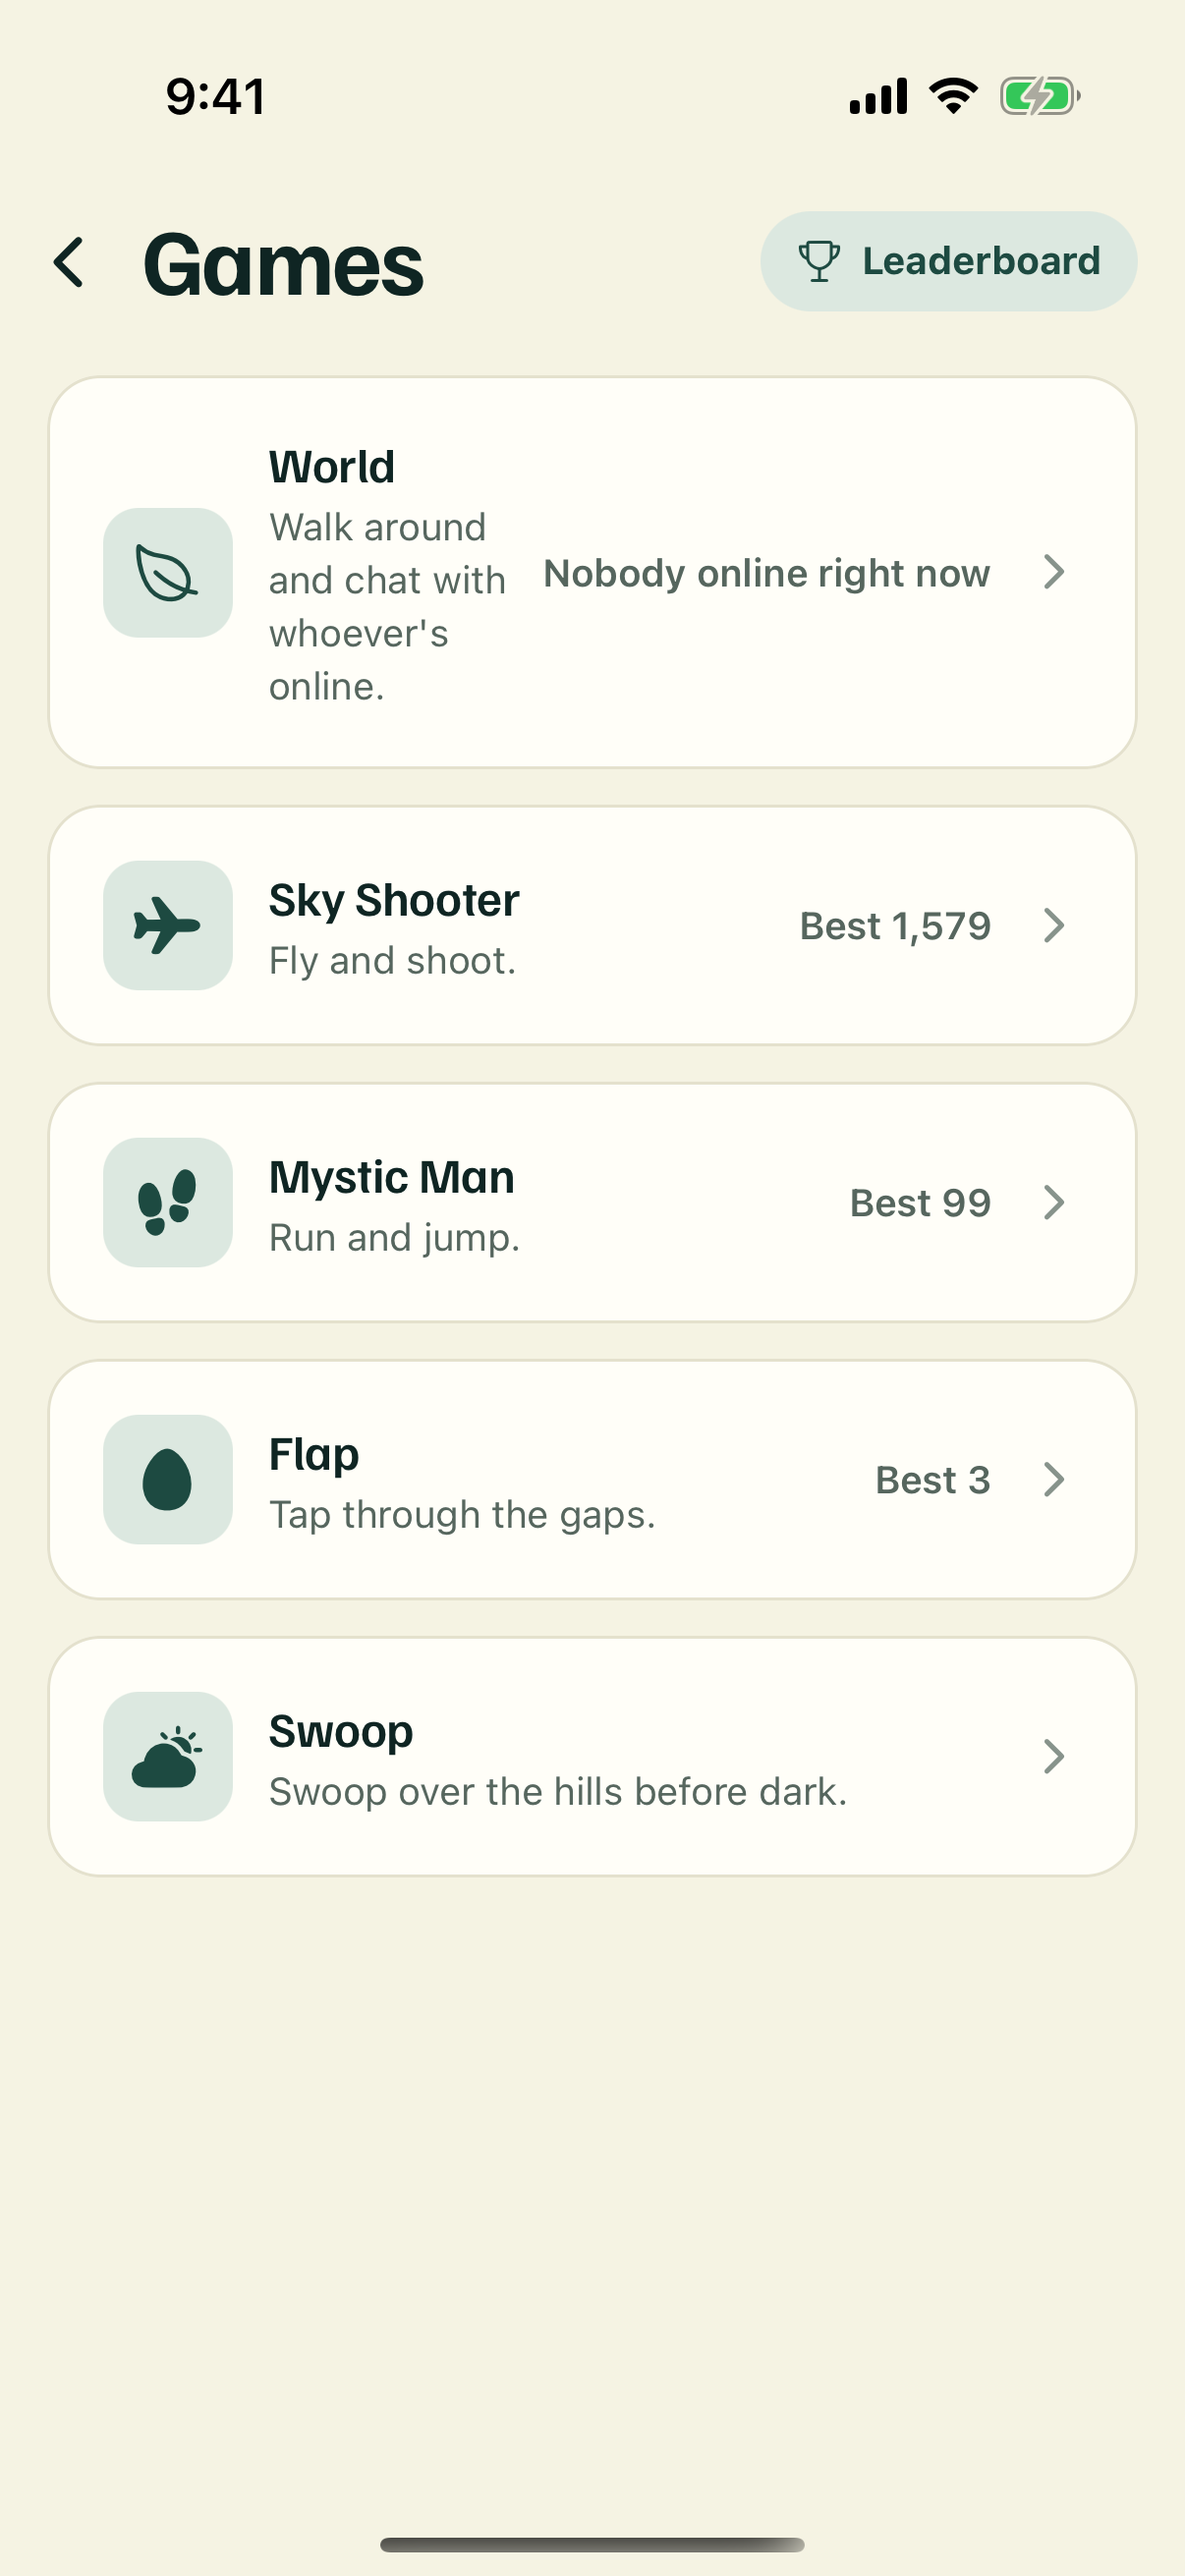 9:41
Games
Leaderboard
World
Walk around
and chat with
whoever's
online.
Nobody online right now
Sky Shooter
Fly and shoot.
Best 1,579
Mystic Man
Run and jump.
Best 99
Flap
Tap through the gaps.
Best 3
Swoop
Swoop over the hills before dark.